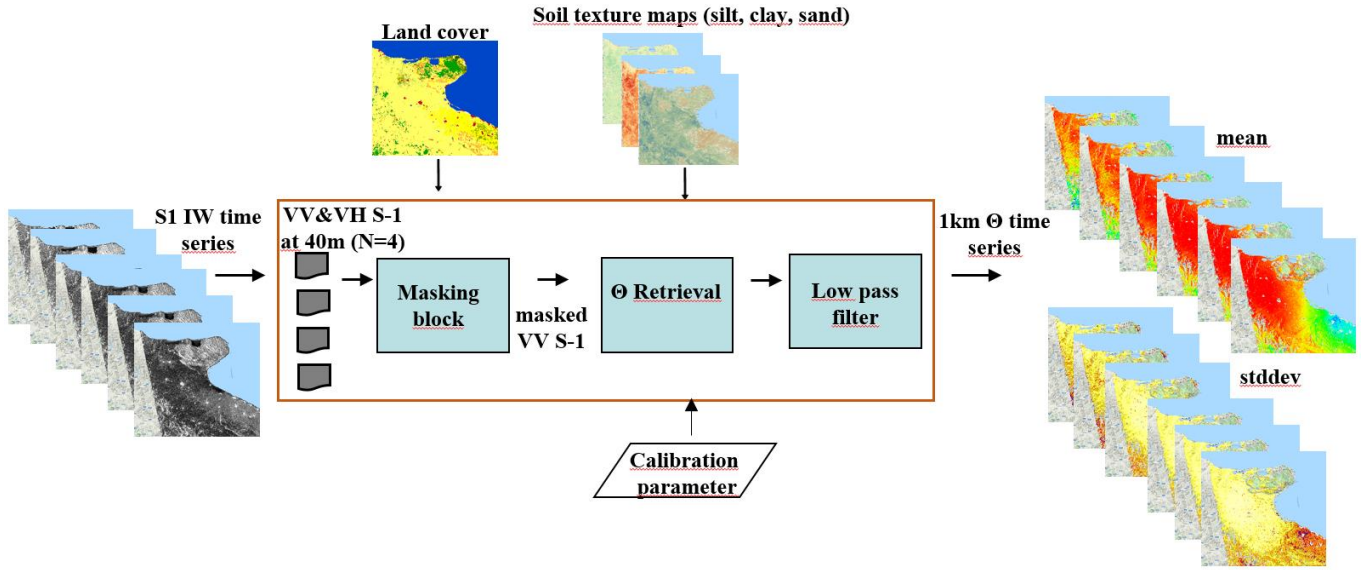 Soil texture maps (silt, clay, sand)
Land cover
mean
S1 IW time
series
VV&VH S-1
at 40m (N=4)
Masking
block
masked
VV S-1
Θ Retrieval
Low pass
filter
1km Θ time
series
stddev
Calibration
parameter